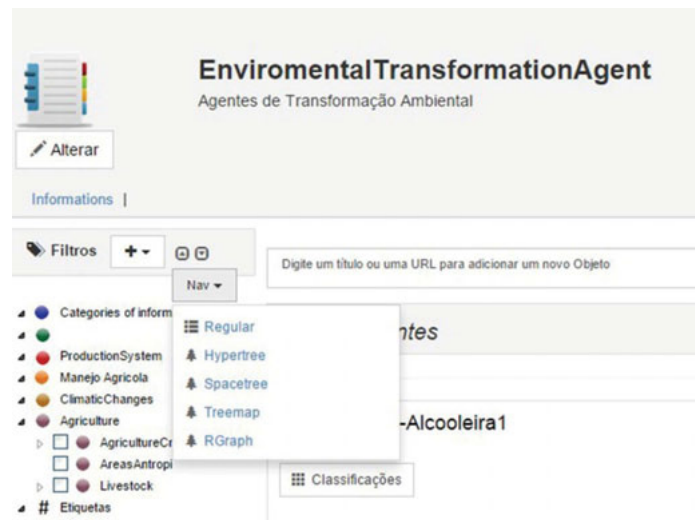 EnviromentalTransformationAgent
Agentes de Transformação Ambiental
Alterar
Informations |
Filtros
Nav
Digite um título ou uma URL para adicionar um novo Objeto
Categories of inform
ProductionSystem
Manejo Agricola
ClimaticChanges
Agriculture
AgricultureCr
AreasAntropi
Livestock
# Etiquetas
Regular
Hypertree
Spacetree
Treemap
RGraph
ntes
-Alcooleira1
Classificações